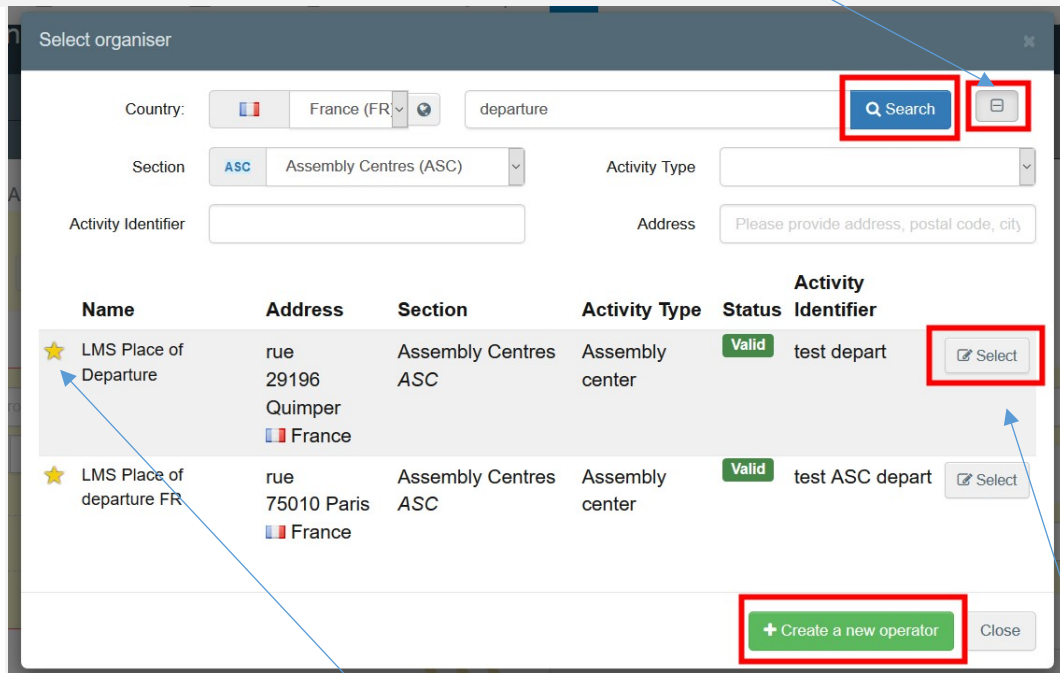 Select organiser
Country: France (FR) departure Search
Section ASC Assembly Centres (ASC) Activity Type
Activity Identifier Address Please provide address, postal code, city
Name Address Section Activity Type Status Activity Identifier
LMS Place of Departure rue 29196 Quimper France Assembly Centres ASC Assembly center Valid test depart Select
LMS Place of departure FR rue 75010 Paris France Assembly Centres ASC Assembly center Valid test ASC depart Select
Create a new operator Close